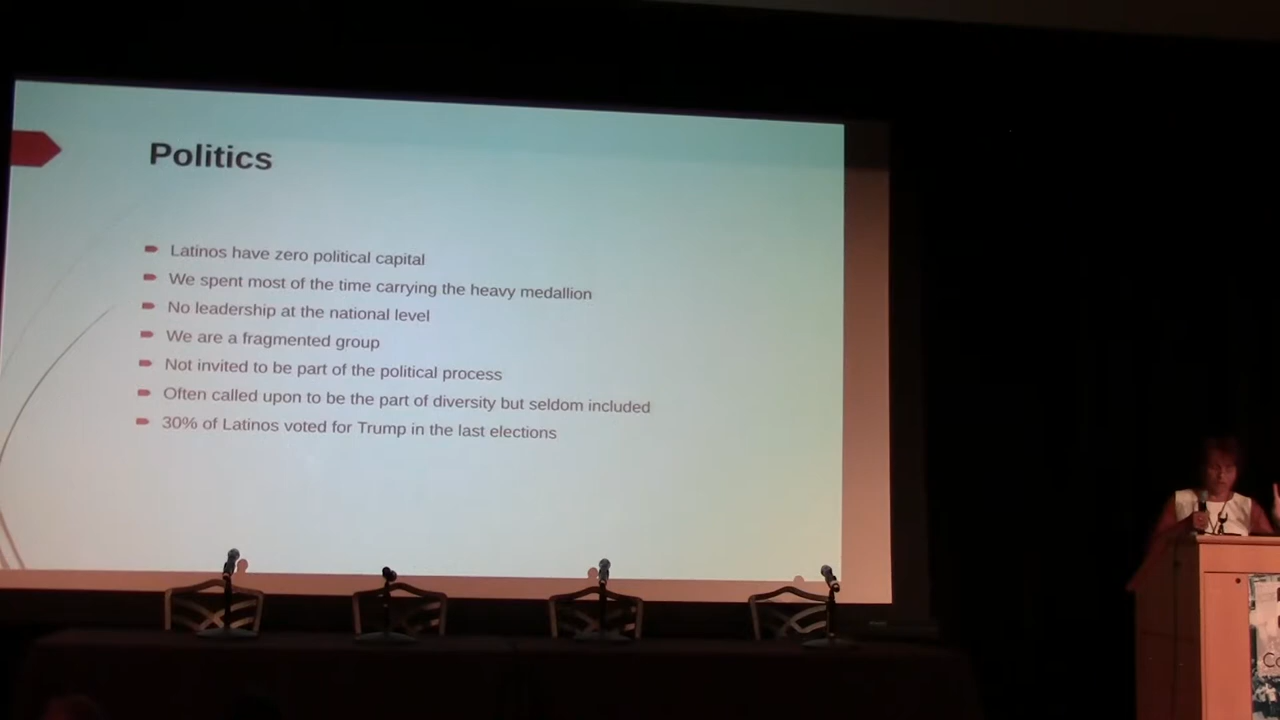 Politics
Latinos have zero political capital
We spent most of the time carrying the heavy medallion
No leadership at the national level
We are a fragmented group
Not invited to be part of the political process
Often called upon to be the part of diversity but seldom included
30% of Latinos voted for Trump in the last elections